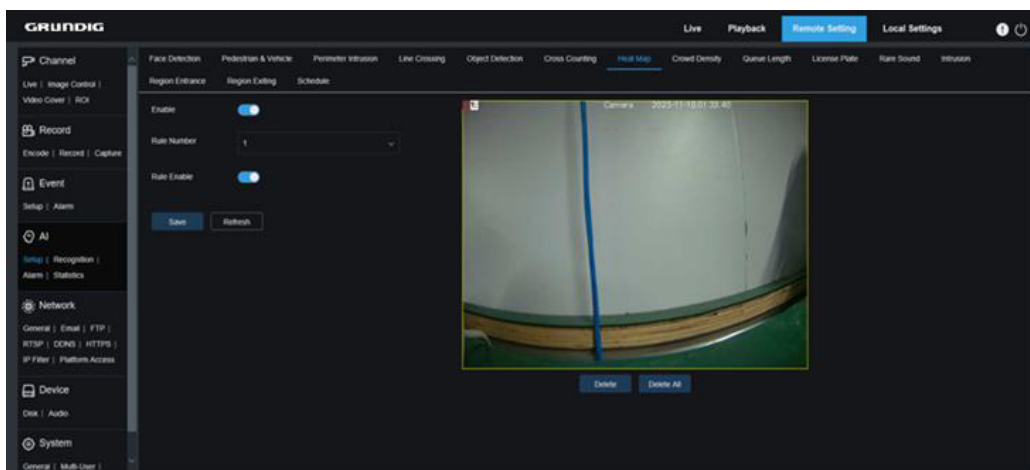 GRUNDIG
Live Playback Remote Setting Local Settings
Channel
Live | Image Control |
Video Cover | ROI
Record
Encode | Record | Capture
Event
Setup | Alarm
AI
Setup | Recognition |
Alarm | Statistics
Network
General | Email | FTP |
RTSP | DDNS | HTTPS |
IP Filter | Platform Access
Device
Disk | Audio
System
General | Multi-User |
Face Detection Pedestrian & Vehicle Perimeter Intrusion Line Crossing Object Detection Cross Counting Heat Map Crowd Density Queue Length License Plate Rare Sound Intrusion
Region Entrance Region Exiting Schedule
Enable
Rule Number 1
Rule Enable
Save Refresh
1
Camera
Delete Delete All